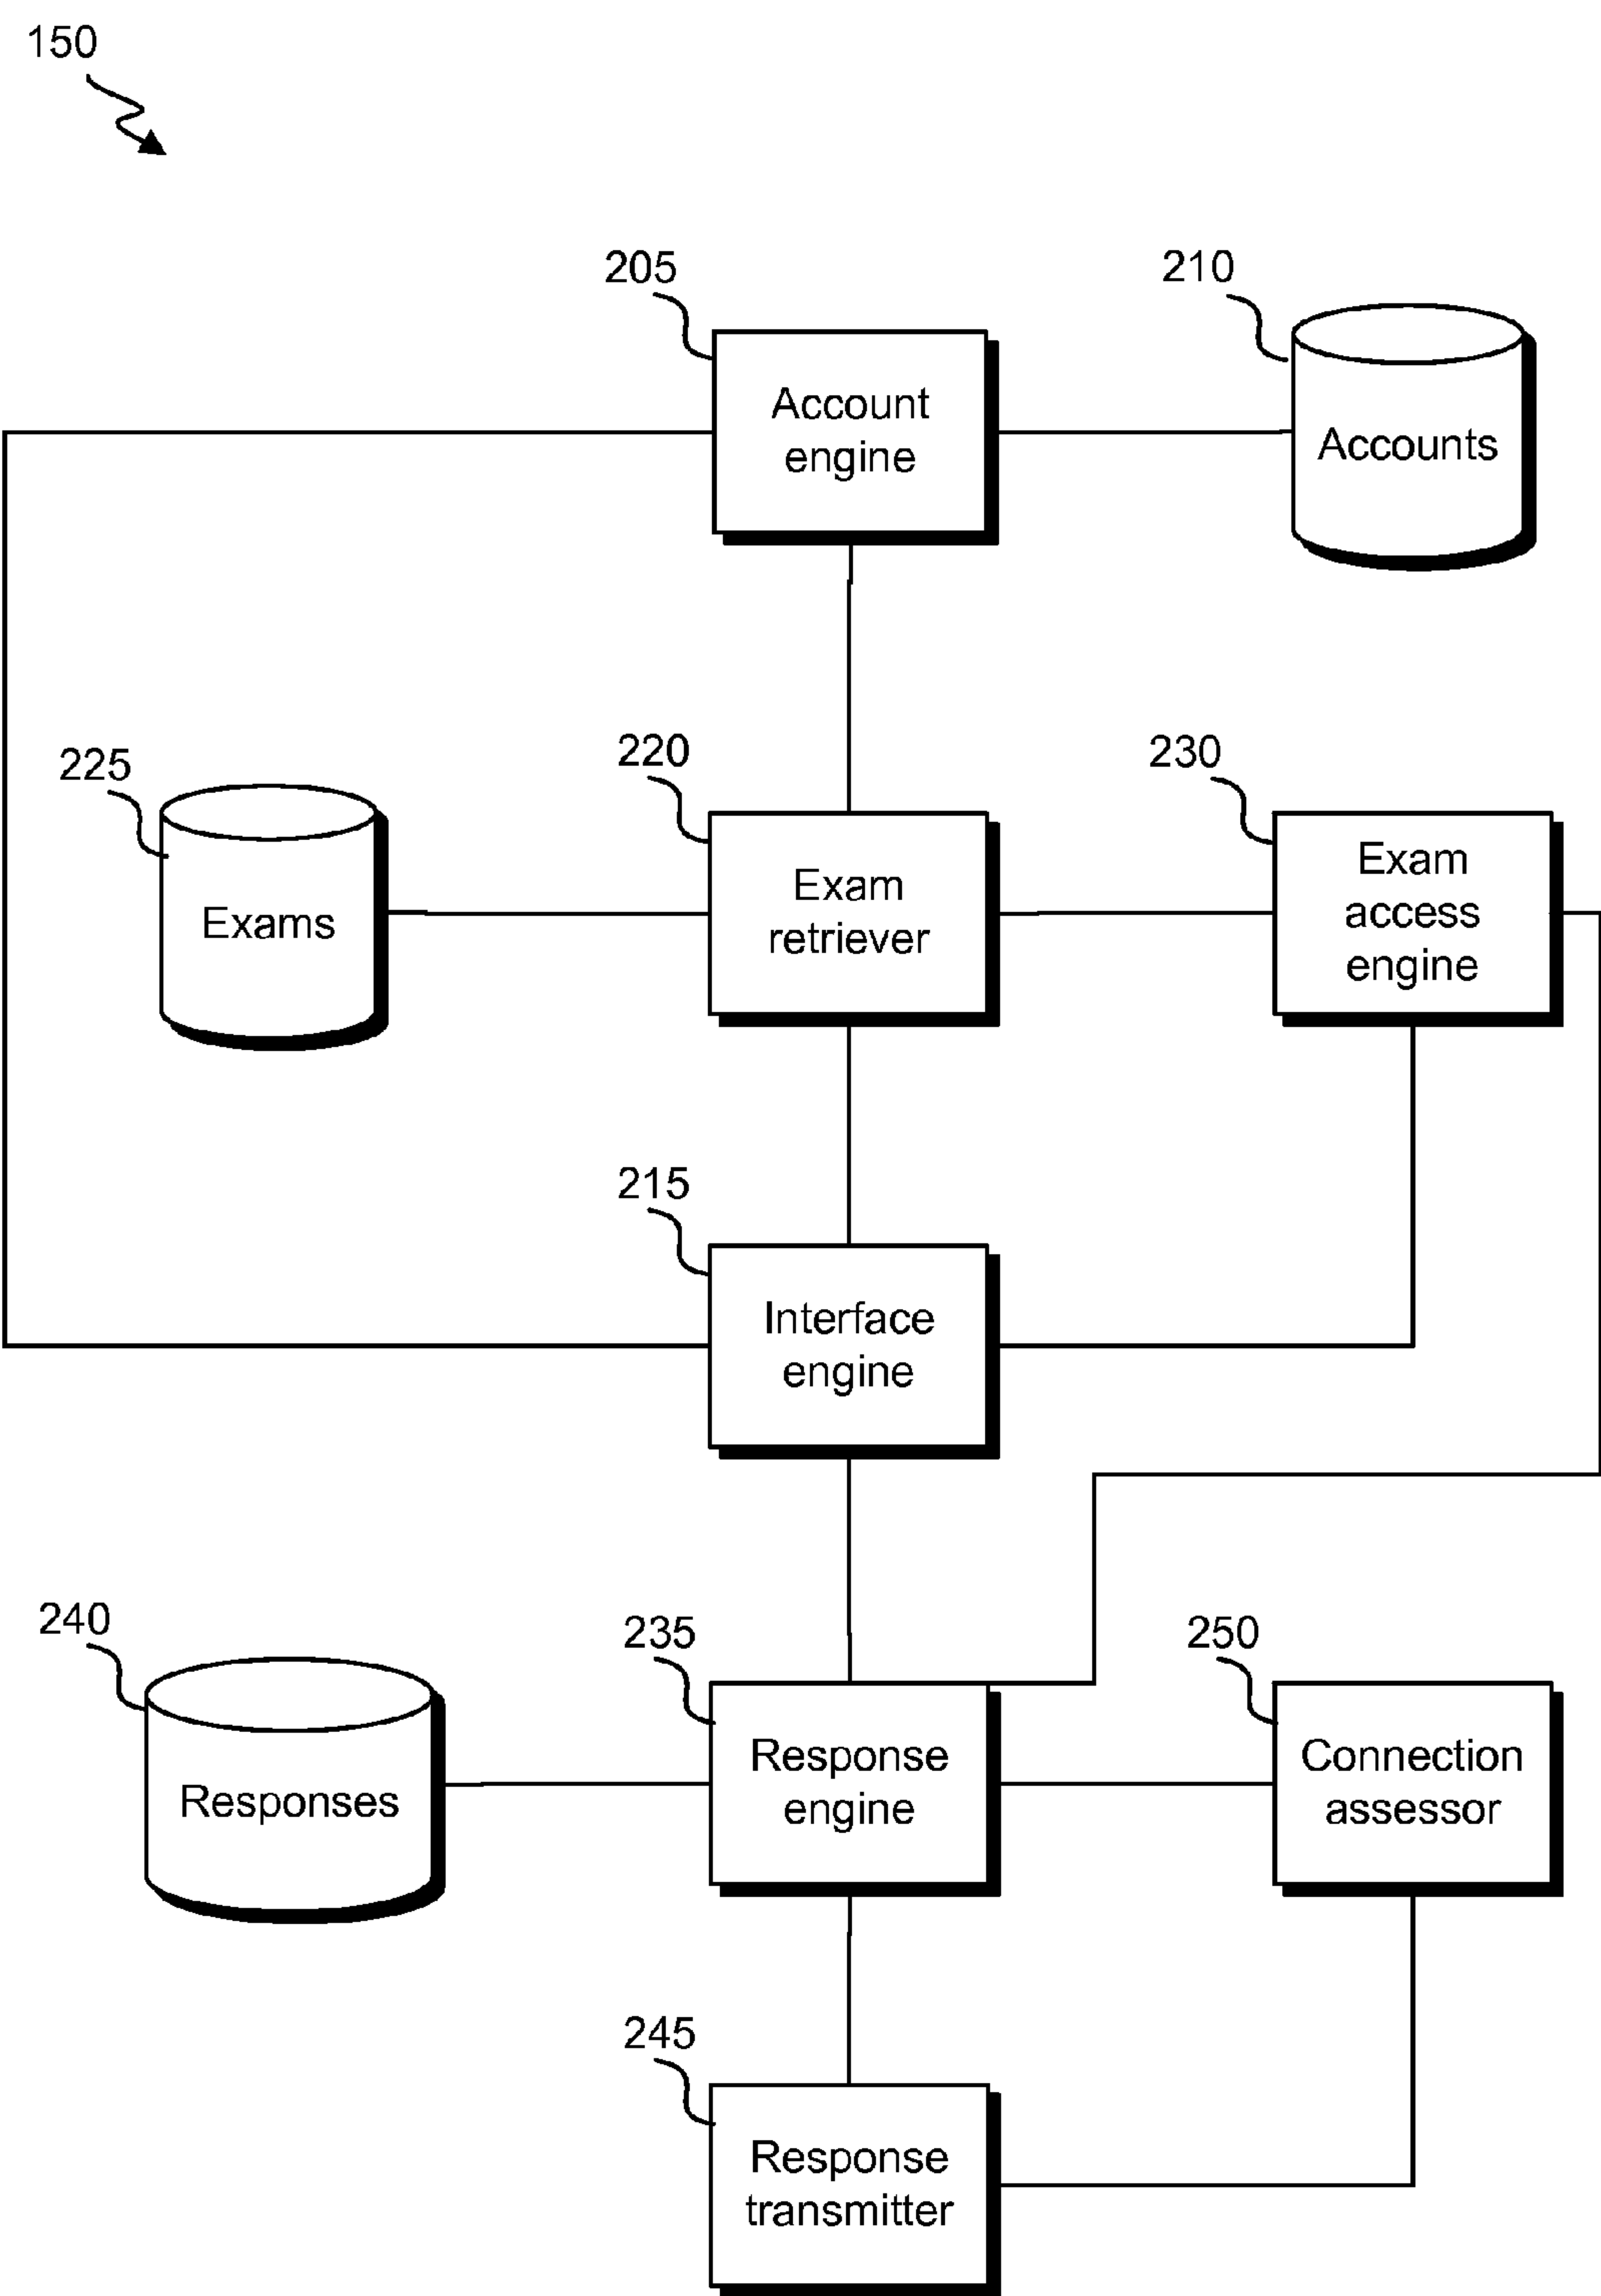 150
205
210
Account
engine
Accounts
225
220
230
Exams
Exam
retriever
Exam
access
engine
215
Interface
engine
240
235
250
Responses
Response
engine
Connection
assessor
245
Response
transmitter